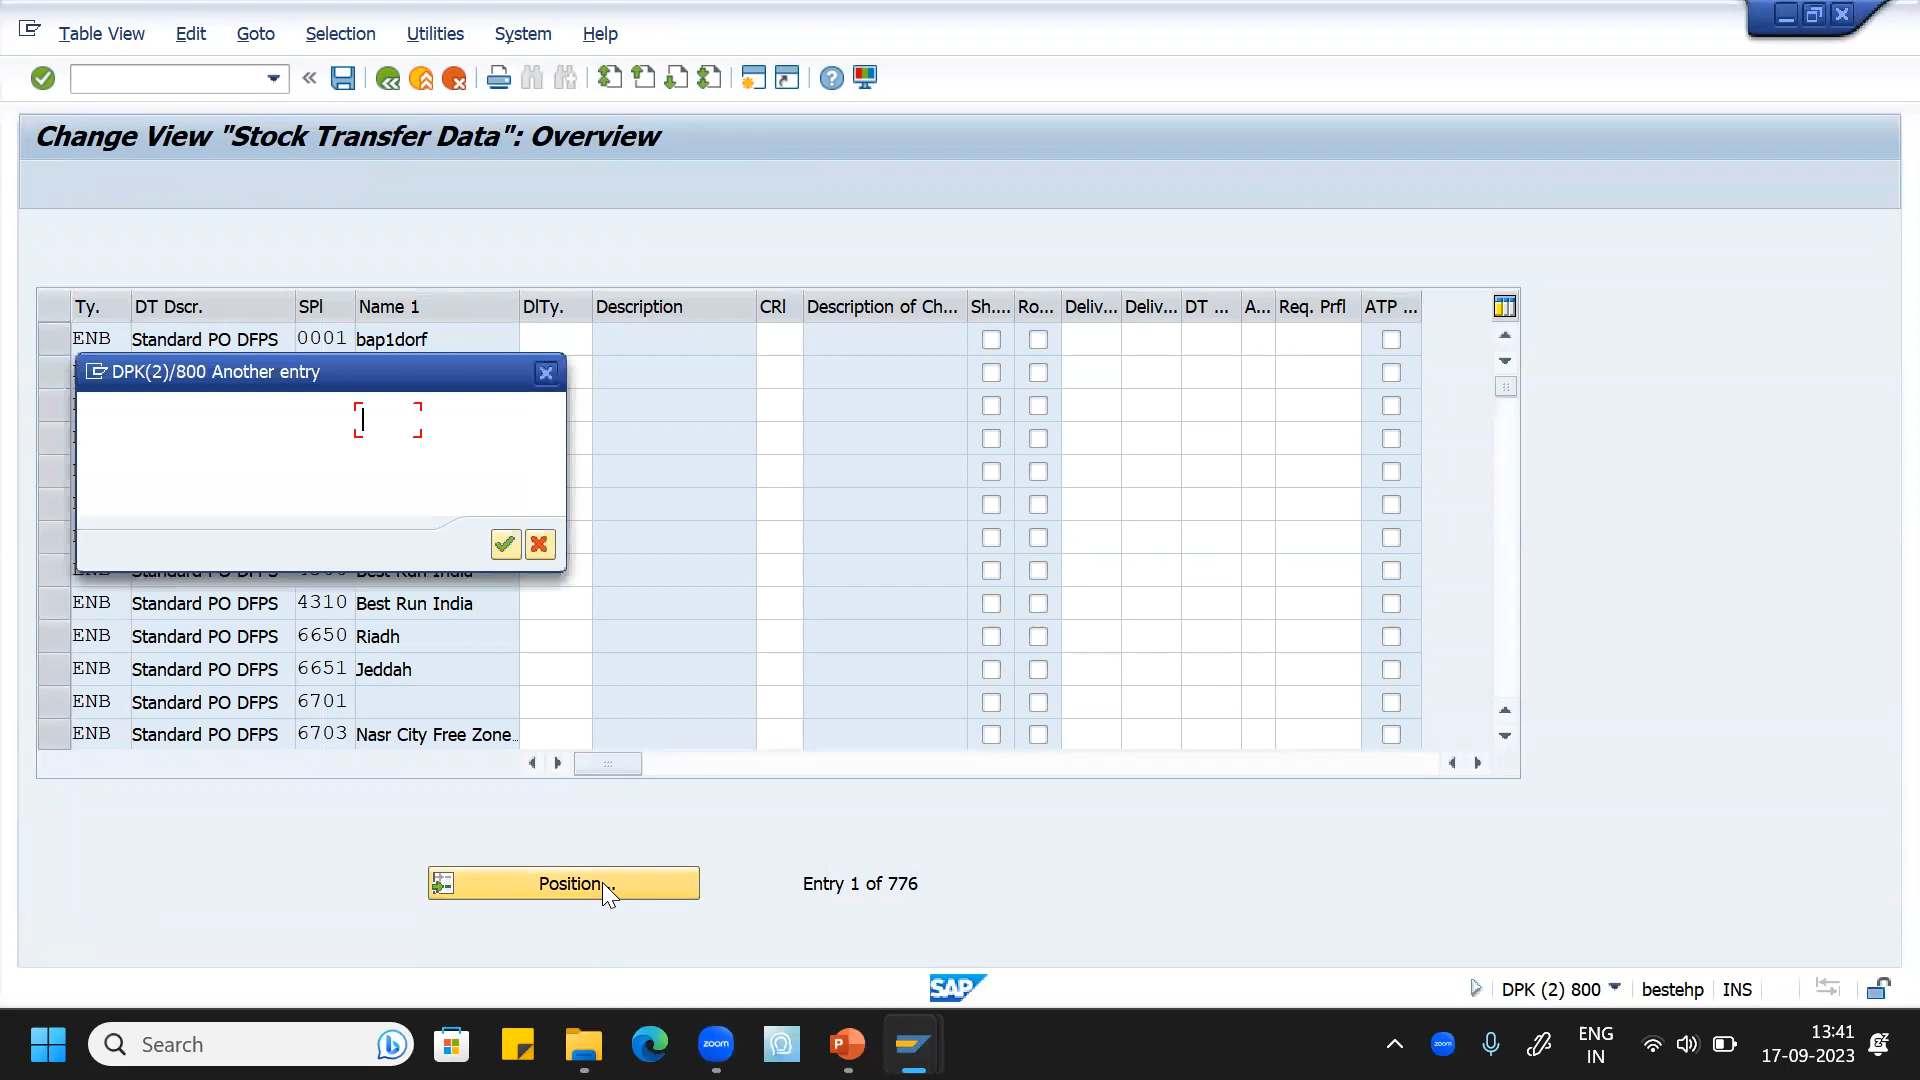 Table View Edit Goto Selection Utilities System Help
Change View "Stock Transfer Data": Overview
Ty. DT Dscr. SPl Name 1 DlTy. Description CRl Description of Ch... Sh.... Ro... Deliv... Deliv... DT ... A... Req. Prfl ATP ...
ENB Standard PO DFPS 0001 bap1dorf
DPK(2)/800 Another entry
ENB Standard PO DFPS 4310 Best Run India
ENB Standard PO DFPS 6650 Riadh
ENB Standard PO DFPS 6651 Jeddah
ENB Standard PO DFPS 6701
ENB Standard PO DFPS 6703 Nasr City Free Zone...
Position... Entry 1 of 776
SAP DPK (2) 800 bestehp INS
Search zoom zoom ENG 13:41
IN 17-09-2023